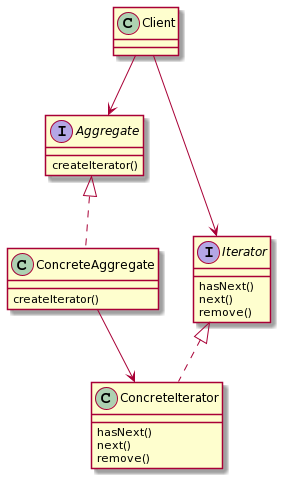 C Client
I Aggregate
createIterator()
C ConcreteAggregate
createIterator()
I Iterator
hasNext()
next()
remove()
C ConcreteIterator
hasNext()
next()
remove()